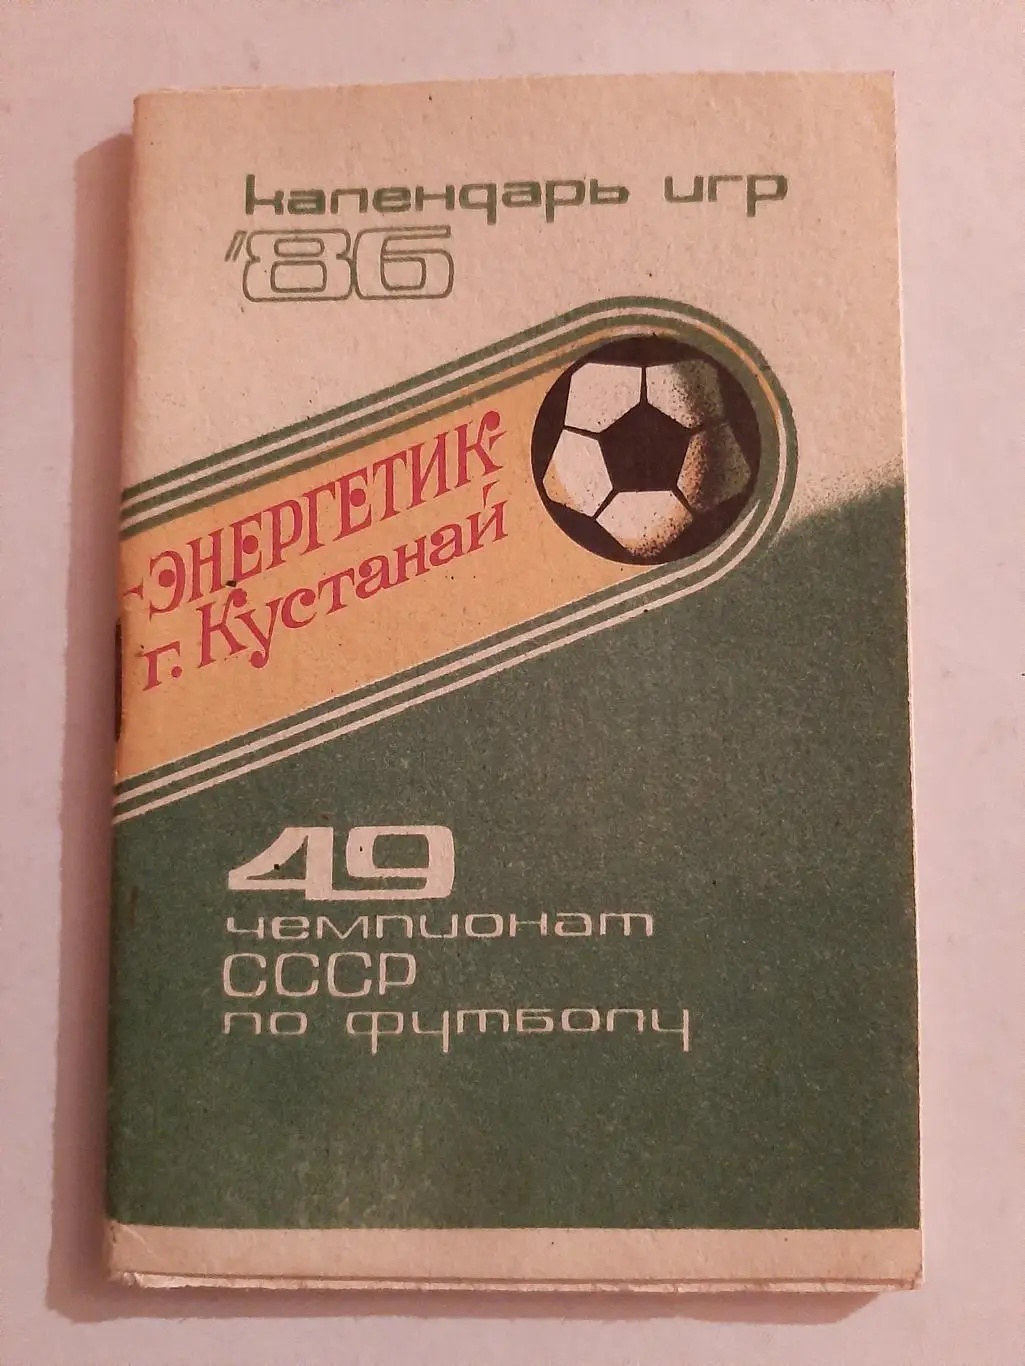 календарь игр
'86
-ЭНЕРГЕТИК-
г. Кустанай
49
чемпионат
СССР
по футболу